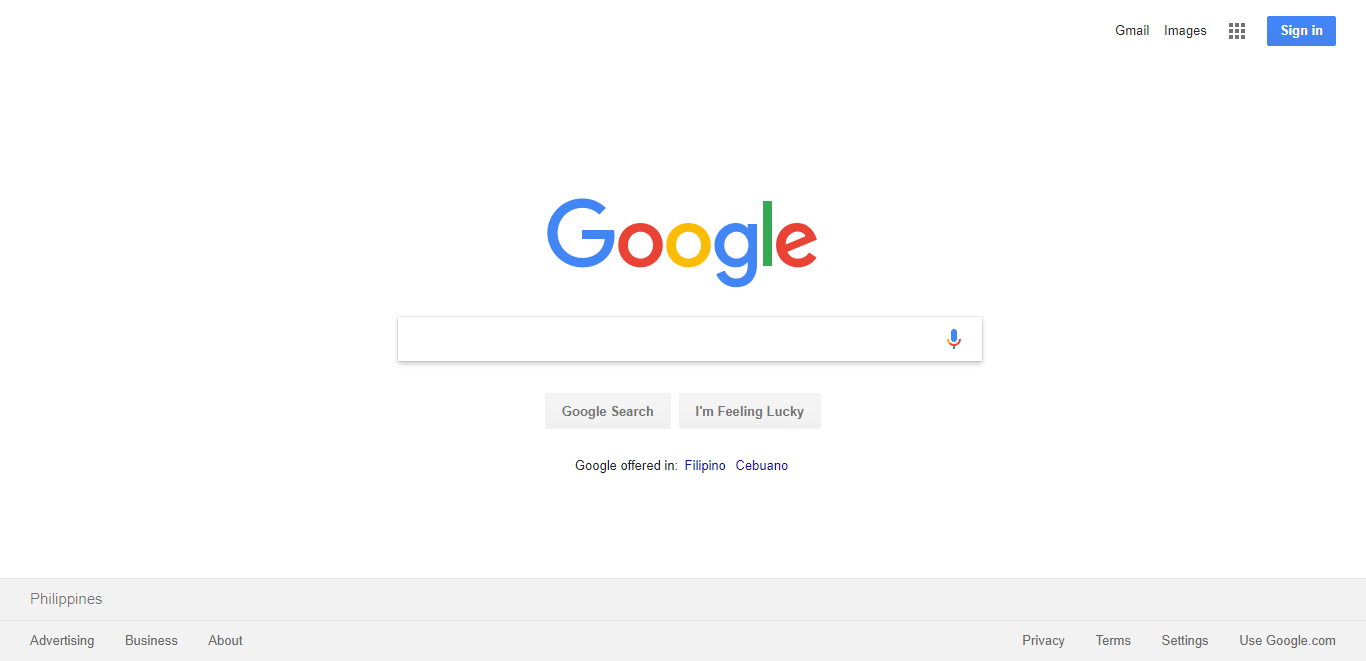 Gmail Images Sign in
Google
Google Search I'm Feeling Lucky
Google offered in: Filipino Cebuano
Philippines
Advertising Business About Privacy Terms Settings Use Google.com